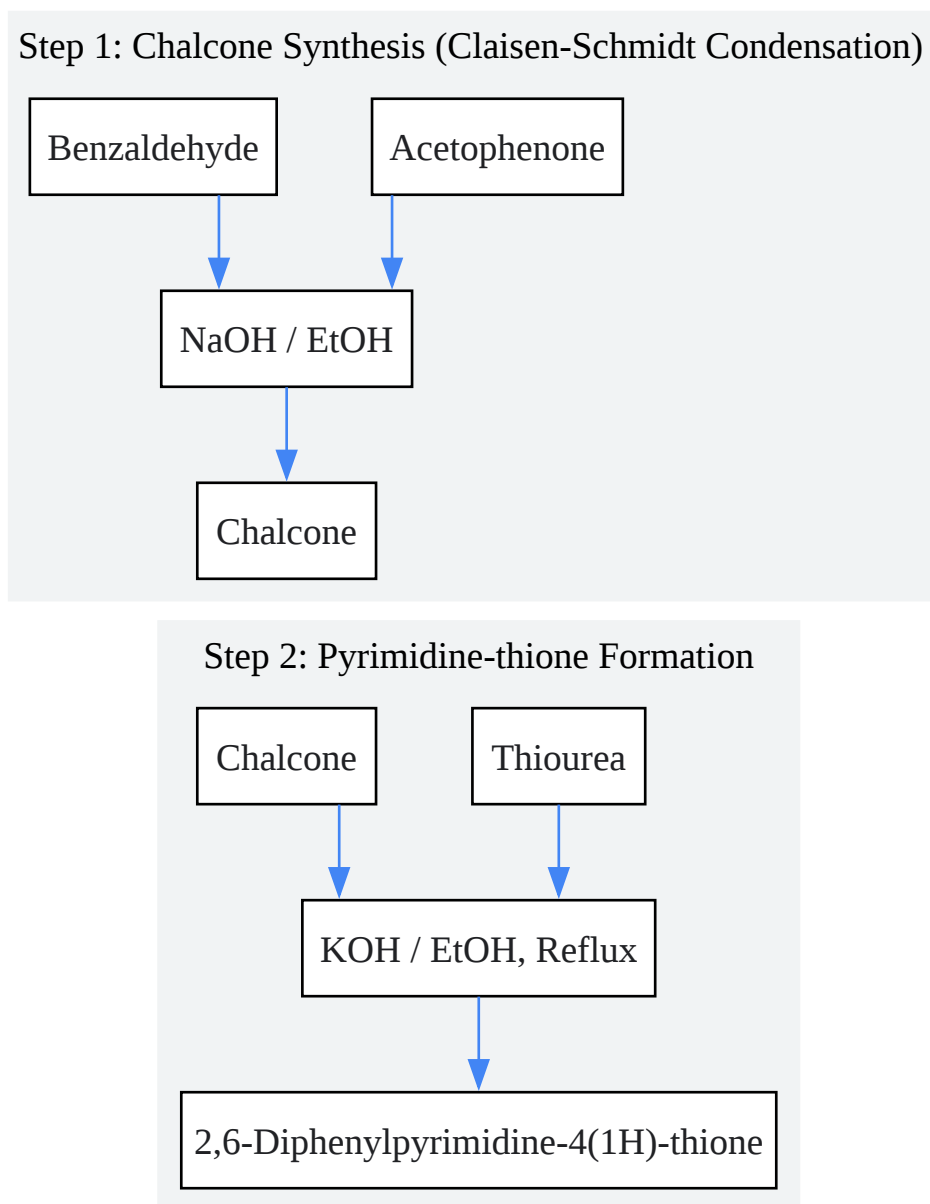 Step 1: Chalcone Synthesis (Claisen-Schmidt Condensation)
Benzaldehyde
Acetophenone
NaOH / EtOH
Chalcone
Step 2: Pyrimidine-thione Formation
Chalcone
Thiourea
KOH / EtOH, Reflux
2,6-Diphenylpyrimidine-4(1H)-thione